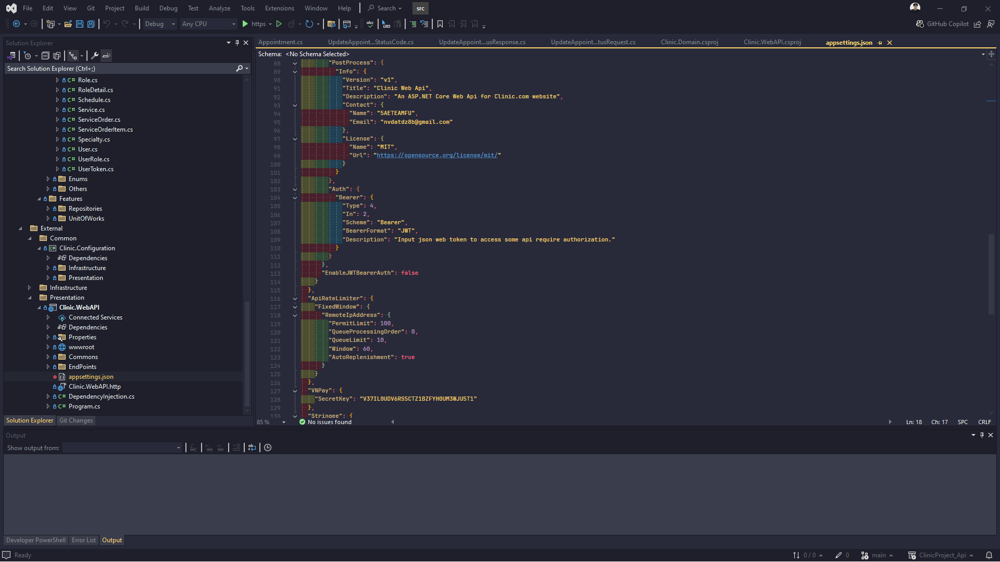 File Edit View Git Project Build Debug Test Analyze Tools Extensions Window Help Search src
Debug Any CPU https GitHub Copilot
Solution Explorer
Search Solution Explorer (Ctrl+;)
C# Role.cs
C# RoleDetail.cs
C# Schedule.cs
C# Service.cs
C# ServiceOrder.cs
C# ServiceOrderItem.cs
C# Specialty.cs
C# User.cs
C# UserRole.cs
C# UserToken.cs
Enums
Others
Features
Repositories
UnitOfWorks
External
Common
Clinic.Configuration
Dependencies
Infrastructure
Presentation
Infrastructure
Presentation
Clinic.WebAPI
Connected Services
Dependencies
Properties
wwwroot
Commons
EndPoints
appsettings.json
Clinic.WebAPI.http
C# DependencyInjection.cs
C# Program.cs
Solution Explorer Git Changes
Appointment.cs UpdateAppoint...StatusCode.cs UpdateAppoint...usResponse.cs UpdateAppoint...tusRequest.cs Clinic.Domain.csproj Clinic.WebAPI.csproj appsettings.json
Schema: <No Schema Selected>
88 "PostProcess": {
89 "Info": {
90 "Version": "v1",
91 "Title": "Clinic Web Api",
92 "Description": "An ASP.NET Core Web Api for Clinic.com website",
93 "Contact": {
94 "Name": "5AETEAMFU",
95 "Email": "nvdatdz8b@gmail.com"
96 },
97 "License": {
98 "Name": "MIT",
99 "Url": "https://opensource.org/license/mit/"
100 }
101 }
102 },
103 "Auth": {
104 "Bearer": {
105 "Type": 4,
106 "In": 2,
107 "Scheme": "Bearer",
108 "BearerFormat": "JWT",
109 "Description": "Input json web token to access some api require authorization."
110 }
111 }
112 },
113 "EnableJWTBearerAuth": false
114 }
115 },
116 "ApiRateLimiter": {
117 "FixedWindow": {
118 "RemoteIpAddress": {
119 "PermitLimit": 100,
120 "QueueProcessingOrder": 0,
121 "QueueLimit": 10,
122 "Window": 60,
123 "AutoReplenishment": true
124 }
125 }
126 },
127 "VNPay": {
128 "SecretKey": "V37IL0UDV6RS5CTZ1BZFYH0UM3WJU5T1"
129 },
130 "Stringee": {
85 % No issues found Ln: 18 Ch: 17 SPC CRLF
Output
Show output from:
Developer PowerShell Error List Output
Ready 0 / 0 0 main ClinicProject_Api